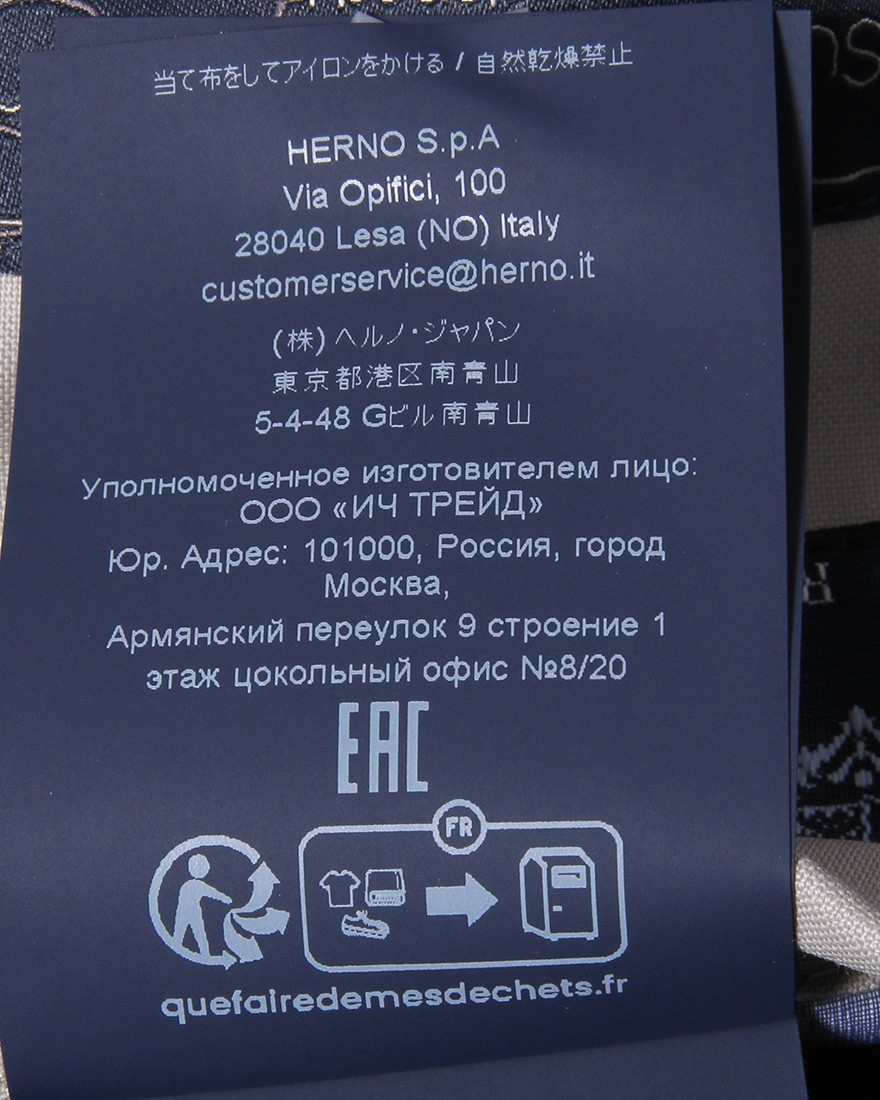 当て布をしてアイロンをかける / 自然乾燥禁止
HERNO S.p.A
Via Opifici, 100
28040 Lesa (NO) Italy
customerservice@herno.it
(株) ヘルノ・ジャパン
東京都港区南青山
5-4-48 Gビル南青山
Уполномоченное изготовителем лицо:
ООО «ИЧ ТРЕЙД»
Юр. Адрес: 101000, Россия, город
Москва,
Армянский переулок 9 строение 1
этаж цокольный офис №8/20
EAC
FR
quefairedemesdechets.fr